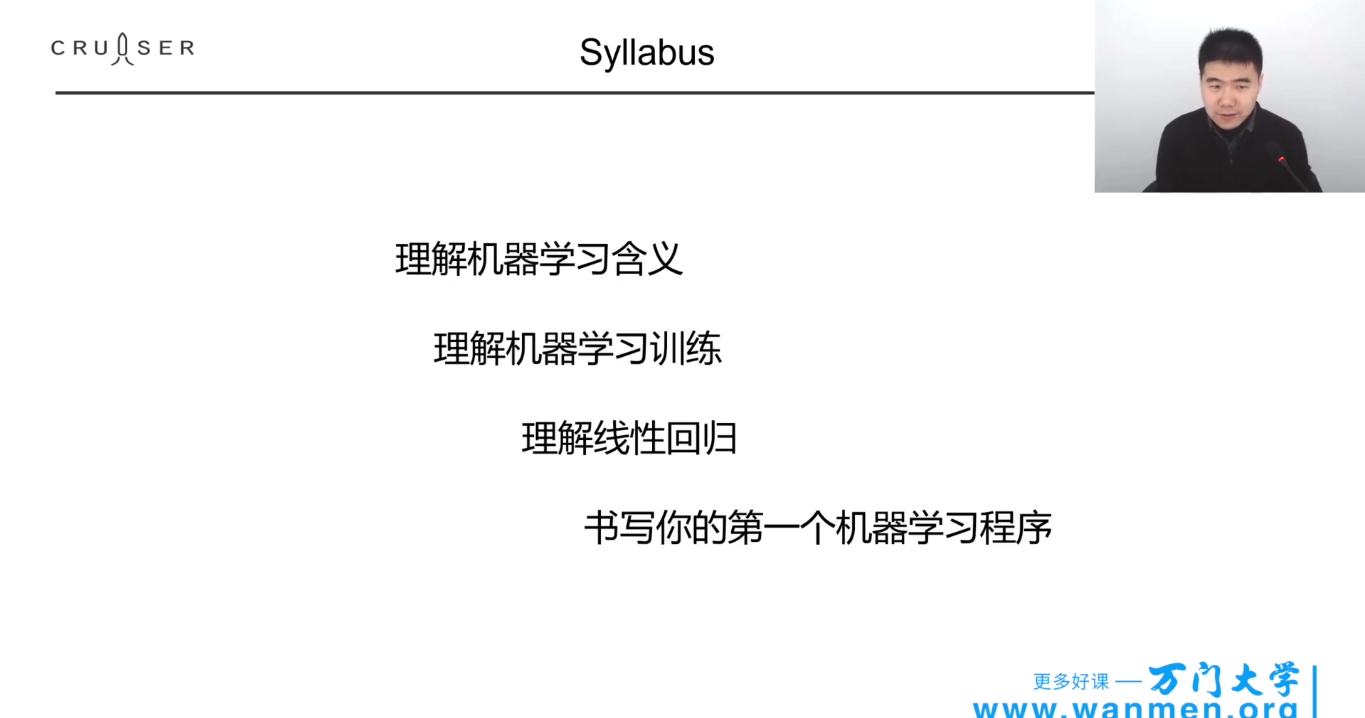 CRUISER
Syllabus
理解机器学习含义
理解机器学习训练
理解线性回归
书写你的第一个机器学习程序
更多好课 — 万门大学
www.wanmen.org